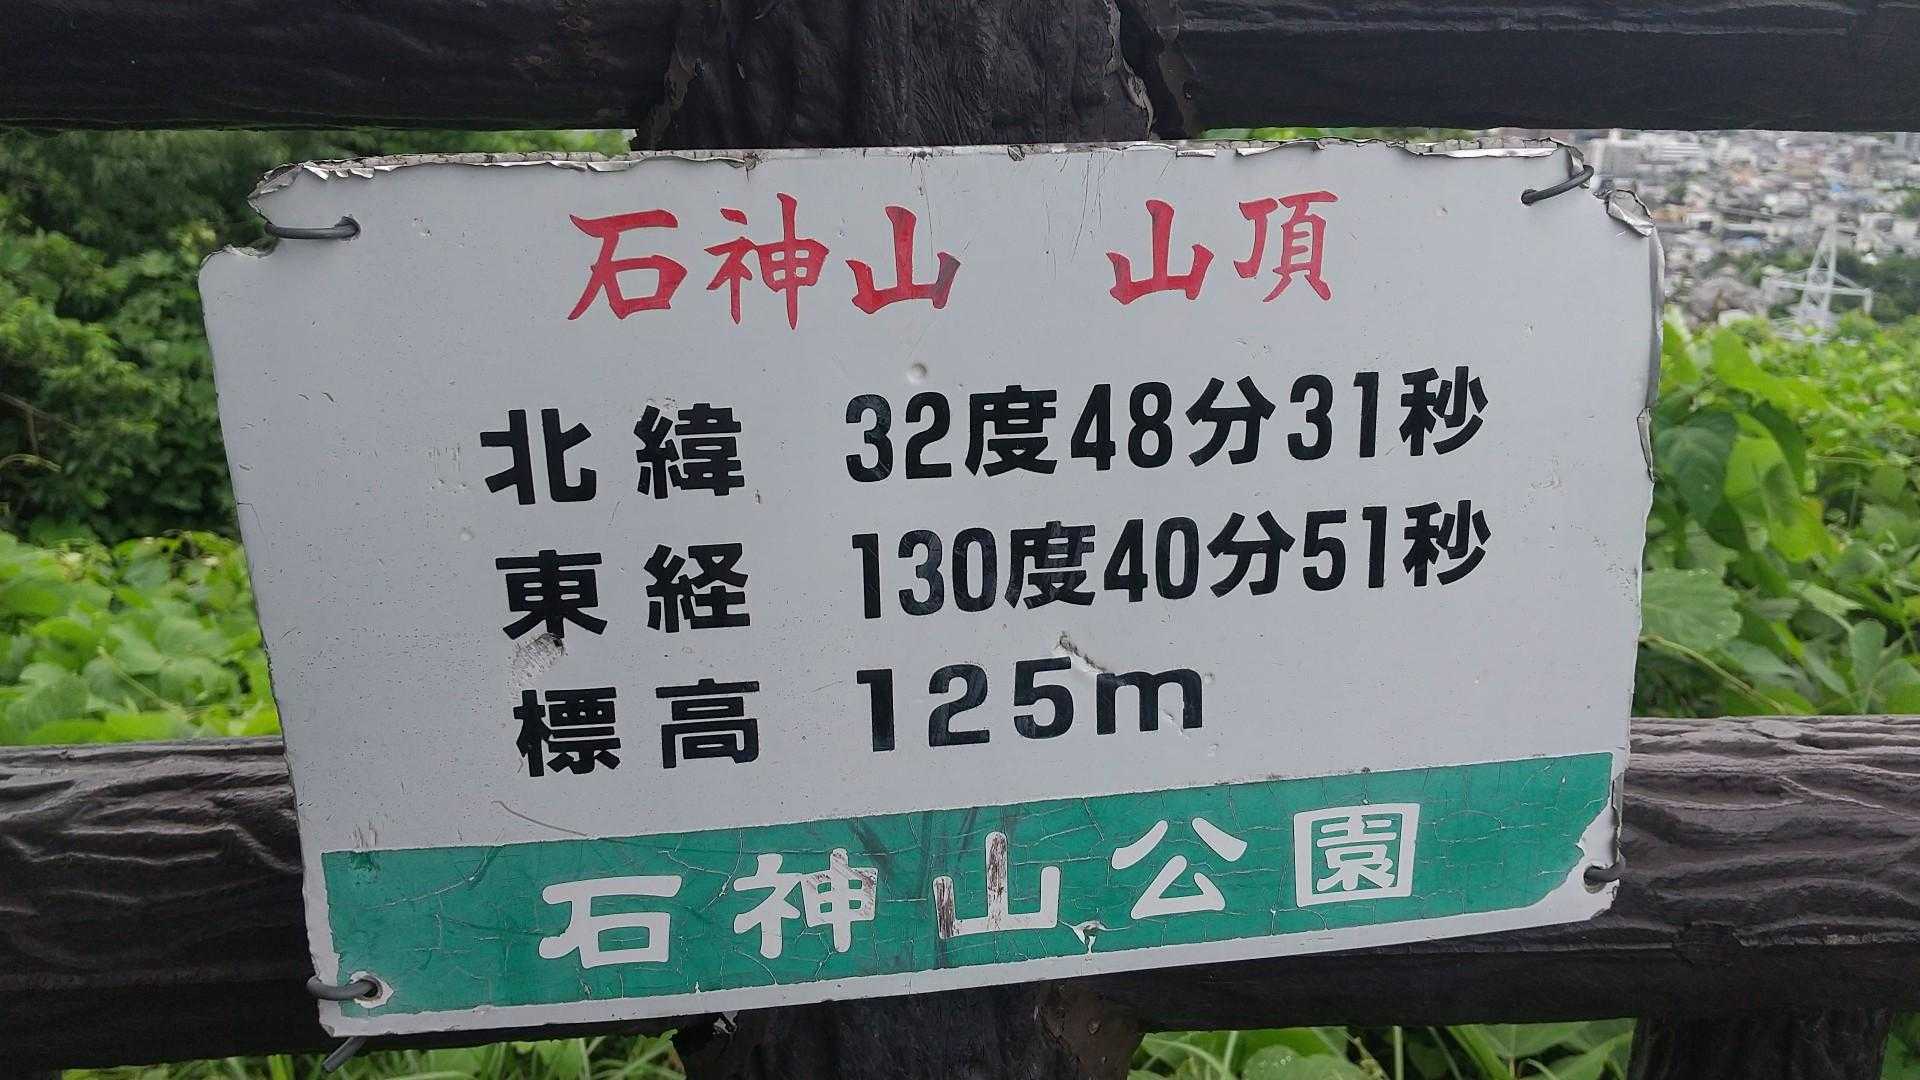 石神山 山頂
北緯 32度48分31秒
東経 130度40分51秒
標高 125m
石神山公園